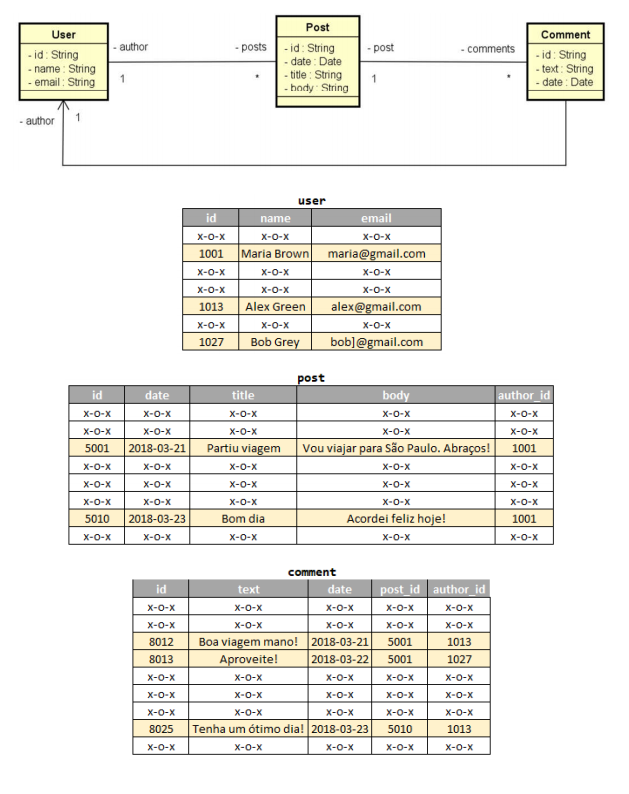 User
- id : String
- name : String
- email : String
- author
- posts
1
*
Post
- id : String
- date : Date
- title : String
- body : String
- post
- comments
1
*
Comment
- id : String
- text : String
- date : Date
- author 1
user
id name email
x-o-x x-o-x x-o-x
1001 Maria Brown maria@gmail.com
x-o-x x-o-x x-o-x
x-o-x x-o-x x-o-x
1013 Alex Green alex@gmail.com
x-o-x x-o-x x-o-x
1027 Bob Grey bob]@gmail.com
post
id date title body author_id
x-o-x x-o-x x-o-x x-o-x x-o-x
x-o-x x-o-x x-o-x x-o-x x-o-x
5001 2018-03-21 Partiu viagem Vou viajar para São Paulo. Abraços! 1001
x-o-x x-o-x x-o-x x-o-x x-o-x
x-o-x x-o-x x-o-x x-o-x x-o-x
x-o-x x-o-x x-o-x x-o-x x-o-x
5010 2018-03-23 Bom dia Acordei feliz hoje! 1001
x-o-x x-o-x x-o-x x-o-x x-o-x
comment
id text date post_id author_id
x-o-x x-o-x x-o-x x-o-x x-o-x
x-o-x x-o-x x-o-x x-o-x x-o-x
8012 Boa viagem mano! 2018-03-21 5001 1013
8013 Aproveite! 2018-03-22 5001 1027
x-o-x x-o-x x-o-x x-o-x x-o-x
x-o-x x-o-x x-o-x x-o-x x-o-x
x-o-x x-o-x x-o-x x-o-x x-o-x
8025 Tenha um ótimo dia! 2018-03-23 5010 1013
x-o-x x-o-x x-o-x x-o-x x-o-x